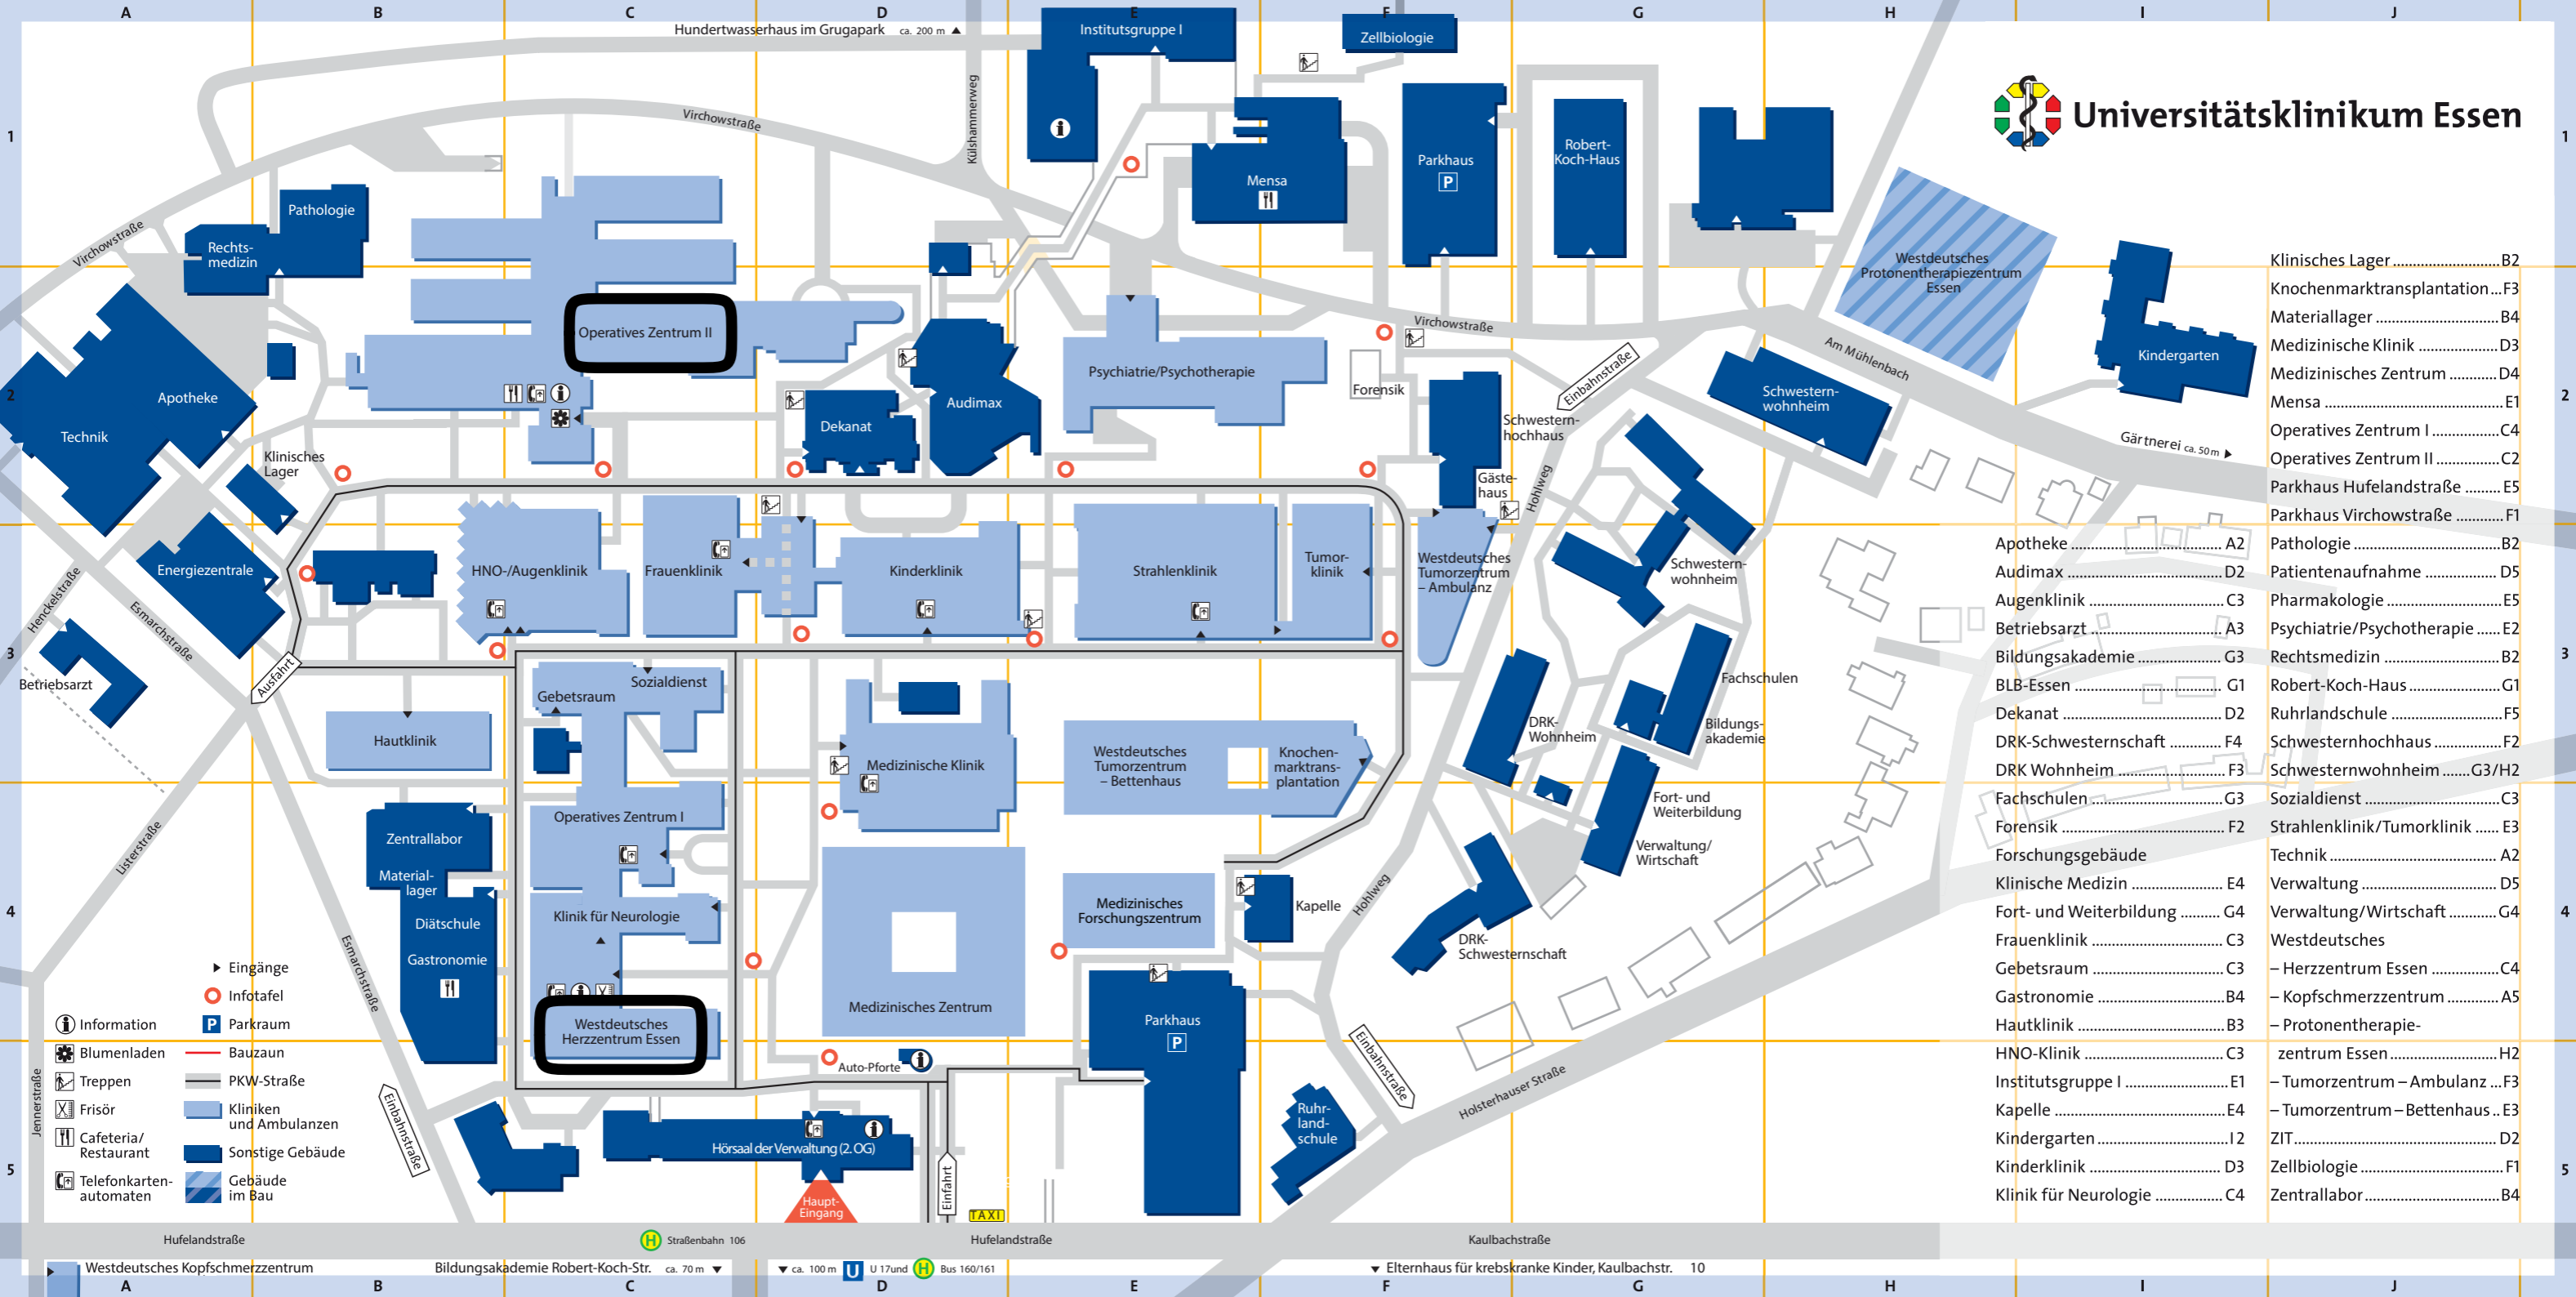 A B C D E F G H I J
Hundertwasserhaus im Grugapark ca. 200 m
Institutsgruppe I
Zellbiologie
Universitätsklinikum Essen
1
1
Virchowstraße
Külshammerweg
Parkhaus
P
Robert-
Koch-Haus
Mensa
Pathologie
Rechts-
medizin
Virchowstraße
Westdeutsches
Protonentherapiezentrum
Essen
Kindergarten
Operatives Zentrum II
Virchowstraße
Am Mühlenbach
Einbahnstraße
Psychiatrie/Psychotherapie
Forensik
Schwestern-
wohnheim
2
2
Apotheke
Technik
Audimax
Dekanat
Schwestern-
hochhaus
Gärtnerei ca. 50 m
Klinisches
Lager
Gäste-
haus
Hohlweg
Energiezentrale
HNO-/Augenklinik
Frauenklinik
Kinderklinik
Strahlenklinik
Tumor-
klinik
Westdeutsches
Tumorzentrum
– Ambulanz
Schwestern-
wohnheim
Henckelstraße
Esmarchstraße
3
3
Betriebsarzt
Ausfahrt
Gebetsraum
Sozialdienst
Fachschulen
Bildungs-
akademie
DRK-
Wohnheim
Hautklinik
Medizinische Klinik
Westdeutsches
Tumorzentrum
– Bettenhaus
Knochen-
marktrans-
plantation
Fort- und
Weiterbildung
Verwaltung/
Wirtschaft
Operatives Zentrum I
Zentrallabor
Material-
lager
Listerstraße
4
4
Diätschule
Gastronomie
Klinik für Neurologie
Medizinisches
Forschungszentrum
Kapelle
Hohlweg
DRK-
Schwesternschaft
Esmarchstraße
Westdeutsches
Herzzentrum Essen
Medizinisches Zentrum
Parkhaus
P
Einbahnstraße
Holsterhauser Straße
Auto-Pforte
Einbahnstraße
Jennerstraße
5
5
Hörsaal der Verwaltung (2. OG)
Ruhr-
land-
schule
Haupt-
Eingang
Einfahrt
TAXI
Eingänge
Infotafel
Information
P Parkraum
Blumenladen
Bauzaun
Treppen
PKW-Straße
Frisör
Kliniken
und Ambulanzen
Cafeteria/
Restaurant
Sonstige Gebäude
Telefonkarten-
automaten
Gebäude
im Bau
Hufelandstraße
H Straßenbahn 106
Hufelandstraße
Kaulbachstraße
Westdeutsches Kopfschmerzzentrum
Bildungsakademie Robert-Koch-Str. ca. 70 m
ca. 100 m U U 17und H Bus 160/161
Elternhaus für krebskranke Kinder, Kaulbachstr. 10
A B C D E F G H I J
Apotheke A2
Audimax D2
Augenklinik C3
Betriebsarzt A3
Bildungsakademie G3
BLB-Essen G1
Dekanat D2
DRK-Schwesternschaft F4
DRK Wohnheim F3
Fachschulen G3
Forensik F2
Forschungsgebäude
Klinische Medizin E4
Fort- und Weiterbildung G4
Frauenklinik C3
Gebetsraum C3
Gastronomie B4
Hautklinik B3
HNO-Klinik C3
Institutsgruppe I E1
Kapelle E4
Kindergarten I 2
Kinderklinik D3
Klinik für Neurologie C4
Klinisches Lager B2
Knochenmarktransplantation F3
Materiallager B4
Medizinische Klinik D3
Medizinisches Zentrum D4
Mensa E1
Operatives Zentrum I C4
Operatives Zentrum II C2
Parkhaus Hufelandstraße E5
Parkhaus Virchowstraße F1
Pathologie B2
Patientenaufnahme D5
Pharmakologie E5
Psychiatrie/Psychotherapie E2
Rechtsmedizin B2
Robert-Koch-Haus G1
Ruhrlandschule F5
Schwesternhochhaus F2
Schwesternwohnheim G3/H2
Sozialdienst C3
Strahlenklinik/Tumorklinik E3
Technik A2
Verwaltung D5
Verwaltung/Wirtschaft G4
Westdeutsches
– Herzzentrum Essen C4
– Kopfschmerzzentrum A5
– Protonentherapie-
zentrum Essen H2
– Tumorzentrum – Ambulanz F3
– Tumorzentrum – Bettenhaus E3
ZIT D2
Zellbiologie F1
Zentrallabor B4